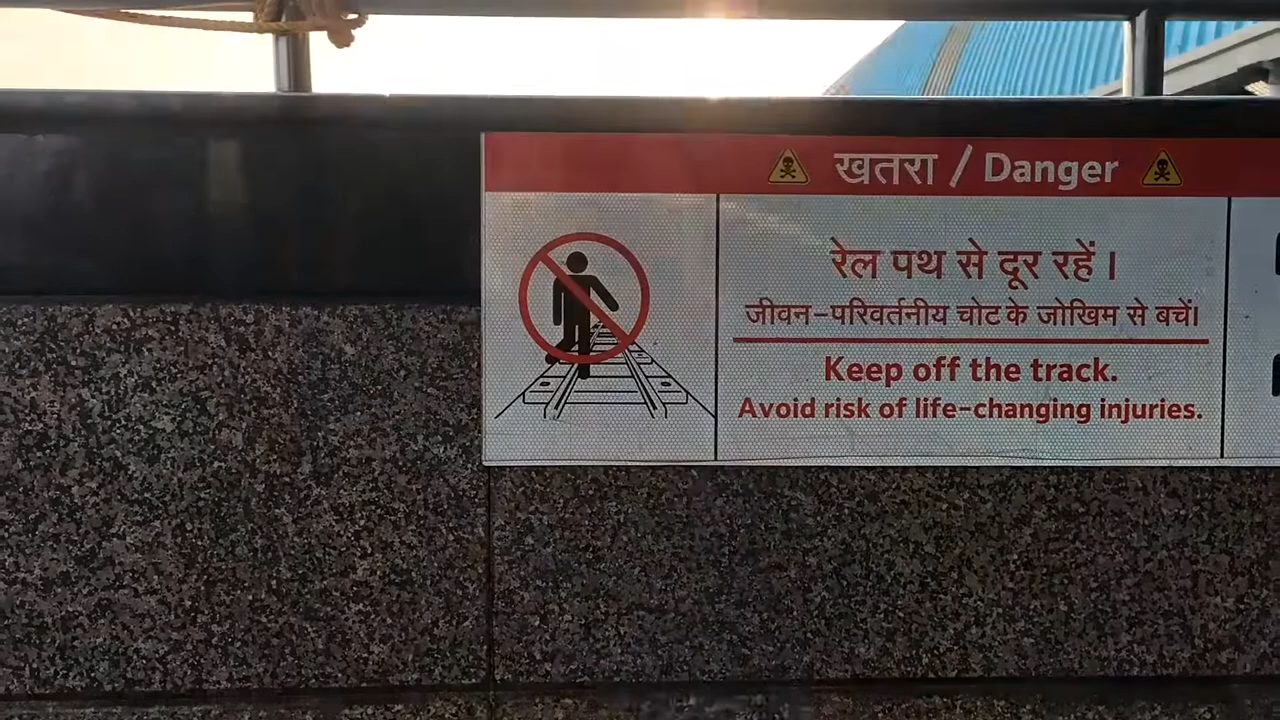 खतरा / Danger
रेल पथ से दूर रहें ।
जीवन-परिवर्तनीय चोट के जोखिम से बचें।
Keep off the track.
Avoid risk of life-changing injuries.